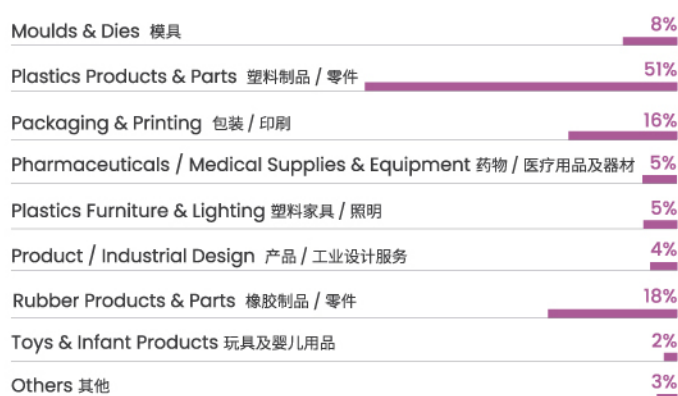 Moulds & Dies 模具 8%
Plastics Products & Parts 塑料制品 / 零件 51%
Packaging & Printing 包装 / 印刷 16%
Pharmaceuticals / Medical Supplies & Equipment 药物 / 医疗用品及器材 5%
Plastics Furniture & Lighting 塑料家具 / 照明 5%
Product / Industrial Design 产品 / 工业设计服务 4%
Rubber Products & Parts 橡胶制品 / 零件 18%
Toys & Infant Products 玩具及婴儿用品 2%
Others 其他 3%